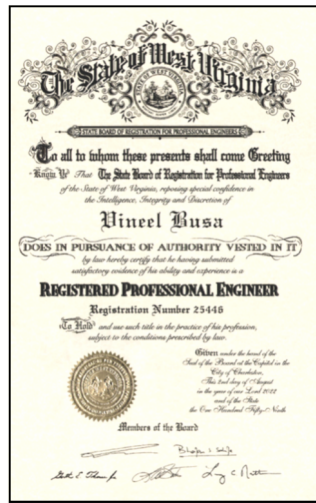 The State of West Virginia
STATE OF WEST VIRGINIA
STATE BOARD OF REGISTRATION FOR PROFESSIONAL ENGINEERS
To all to whom these presents shall come Greeting
Know Ye That The State Board of Registration for Professional Engineers
of the State of West Virginia, reposing special confidence in
the Intelligence, Integrity and Discretion of
Vineel Busa
DOES IN PURSUANCE OF AUTHORITY VESTED IN IT
by law hereby certify that he having submitted
satisfactory evidence of his ability and experience is a
REGISTERED PROFESSIONAL ENGINEER
Registration Number 25446
To Hold and use such title in the practice of his profession,
subject to the conditions prescribed by law.
Given under the hand of the
Seal of the Board at the Capitol in the
City of Charleston,
This 2nd day of August
in the year of our Lord 2022
and of the State
the One Hundred Fifty-Ninth
Members of the Board